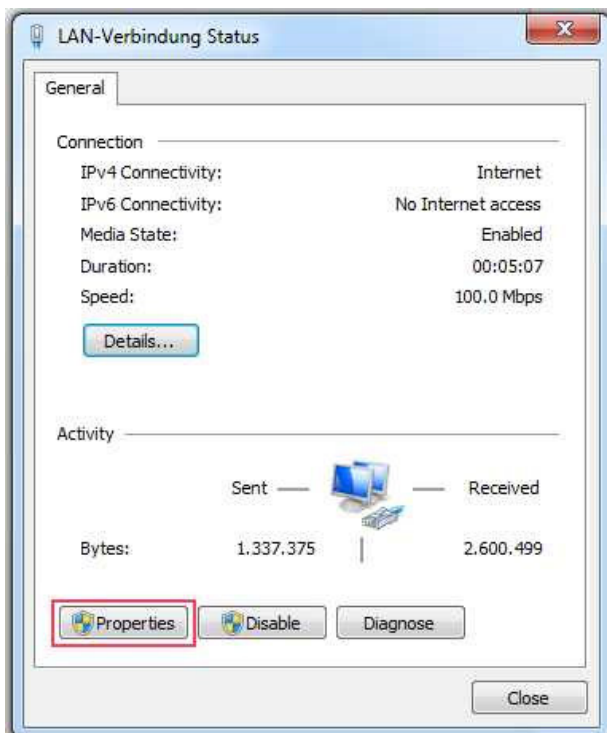 LAN-Verbindung Status
General
Connection
IPv4 Connectivity: Internet
IPv6 Connectivity: No Internet access
Media State: Enabled
Duration: 00:05:07
Speed: 100.0 Mbps
Details...
Activity
Sent Received
Bytes: 1.337.375 2.600.499
Properties Disable Diagnose
Close